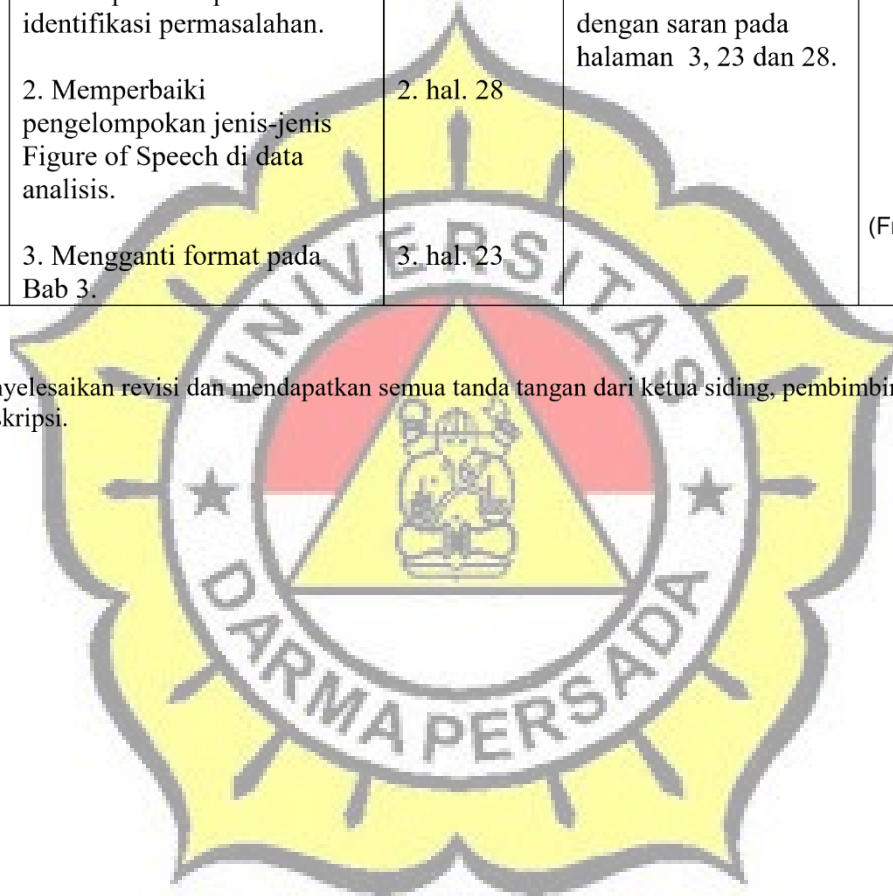 identifikasi permasalahan.
2. Memperbaiki
pengelompokan jenis-jenis
Figure of Speech di data
analisis.
3. Mengganti format pada
Bab 3.
2. hal. 28
3. hal. 23
dengan saran pada
halaman 3, 23 dan 28.
nyelesaikan revisi dan mendapatkan semua tanda tangan dari ketua siding,
skripsi.
UNIVERSITAS
DARMA PERSADA